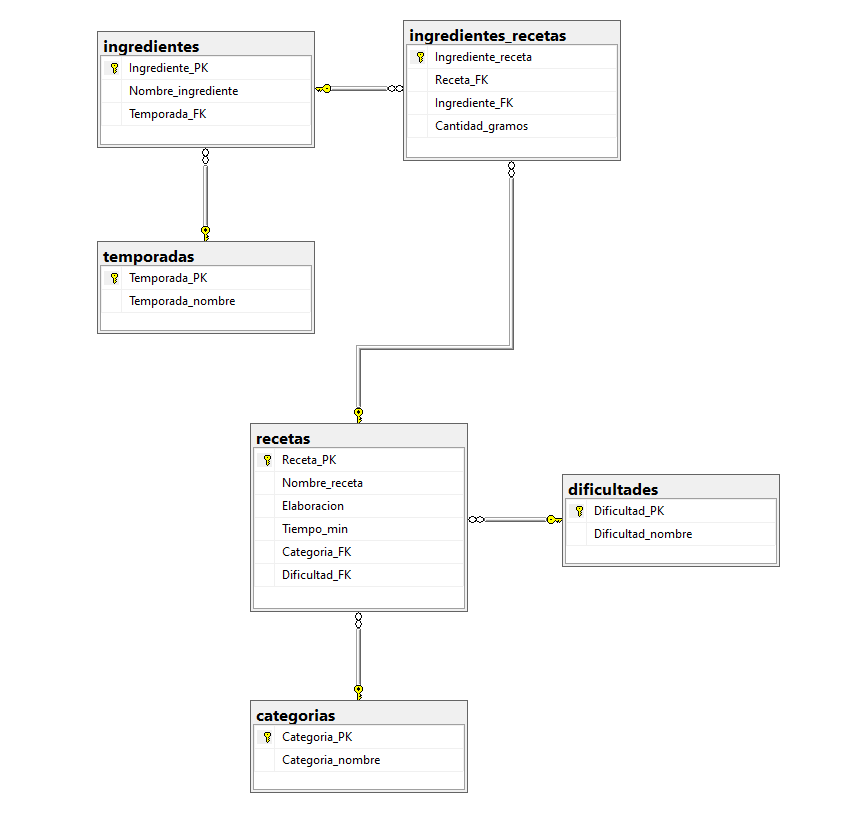 ingredientes
Ingrediente_PK
Nombre_ingrediente
Temporada_FK
ingredientes_recetas
Ingrediente_receta
Receta_FK
Ingrediente_FK
Cantidad_gramos
temporadas
Temporada_PK
Temporada_nombre
recetas
Receta_PK
Nombre_receta
Elaboracion
Tiempo_min
Categoria_FK
Dificultad_FK
dificultades
Dificultad_PK
Dificultad_nombre
categorias
Categoria_PK
Categoria_nombre